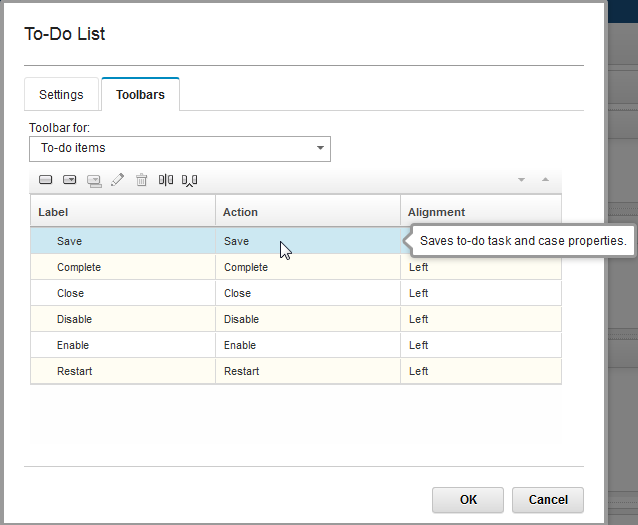 To-Do List
Settings Toolbars
Toolbar for:
To-do items
Label Action Alignment
Save Save Saves to-do task and case properties.
Complete Complete Left
Close Close Left
Disable Disable Left
Enable Enable Left
Restart Restart Left
OK Cancel